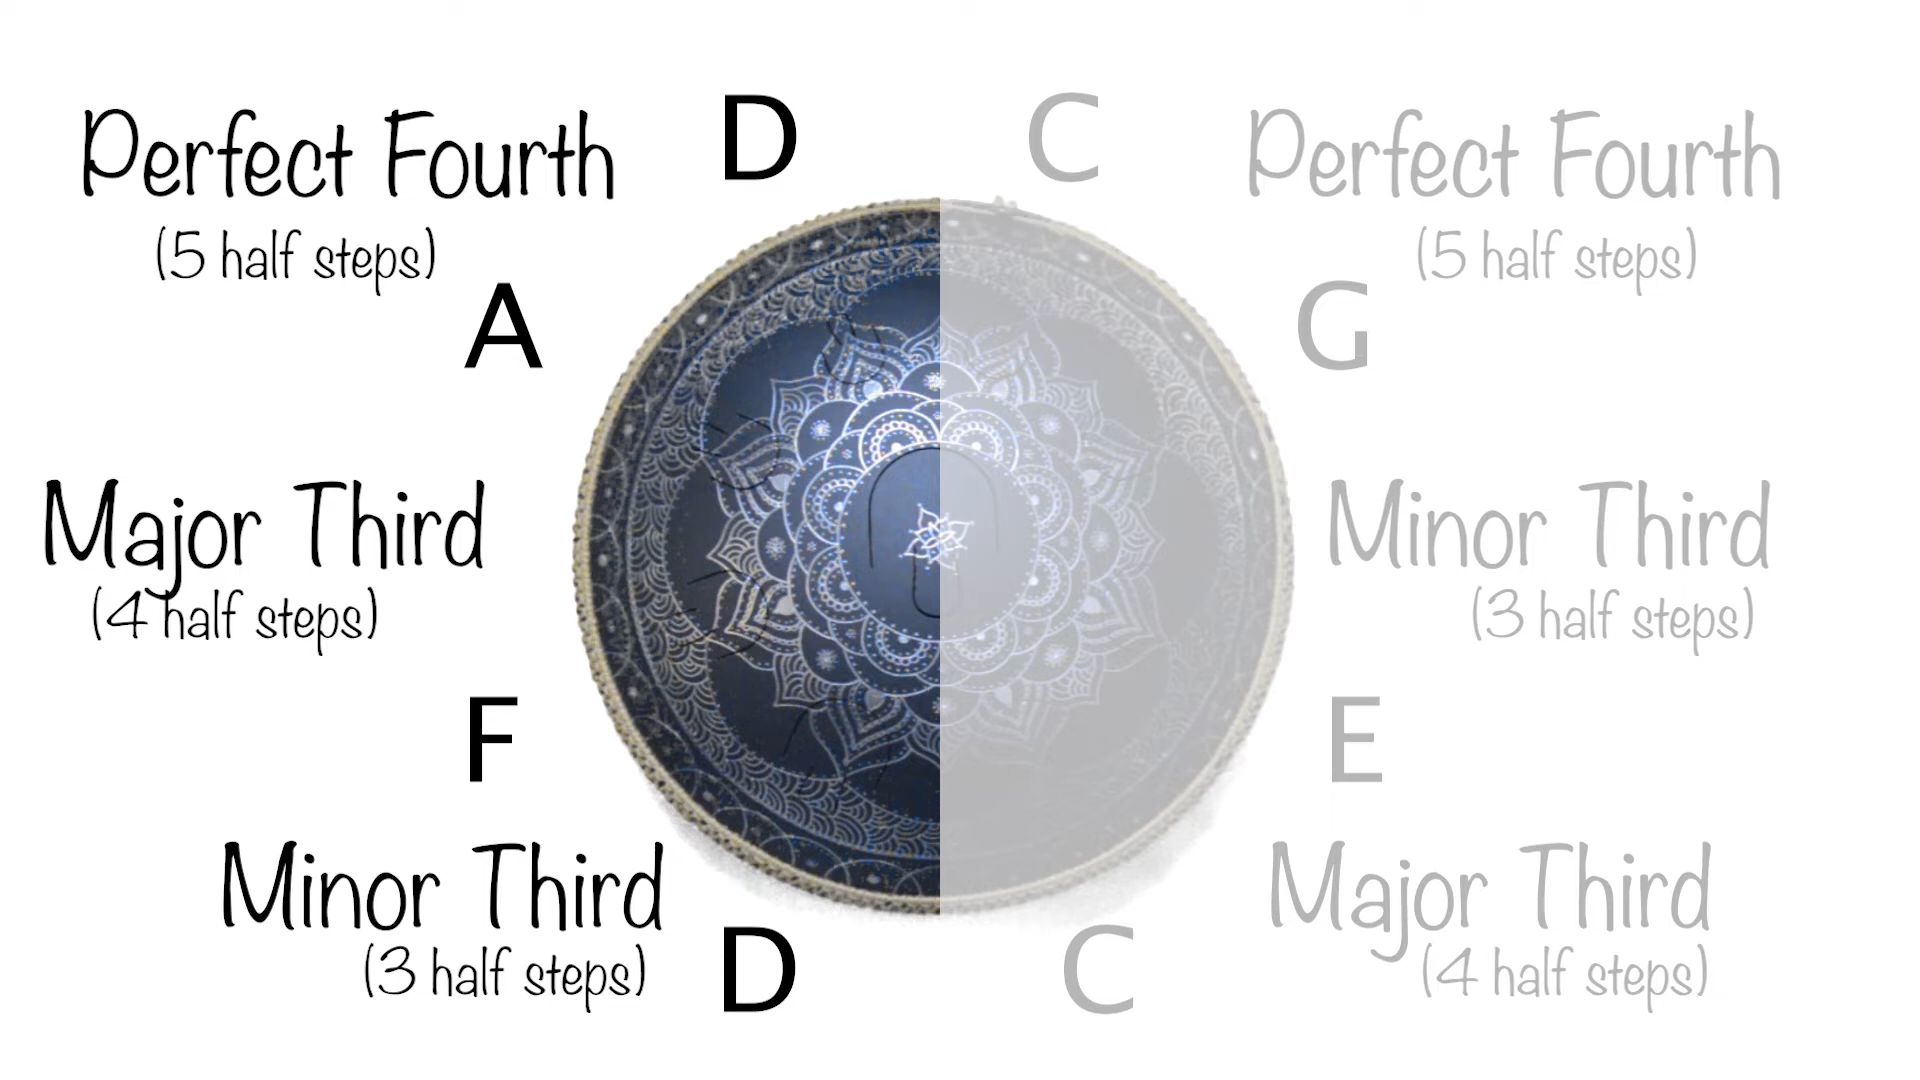 D
C
Perfect Fourth
(5 half steps)
Perfect Fourth
(5 half steps)
A
G
Major Third
(4 half steps)
Minor Third
(3 half steps)
F
E
Minor Third
(3 half steps)
Major Third
(4 half steps)
D
C